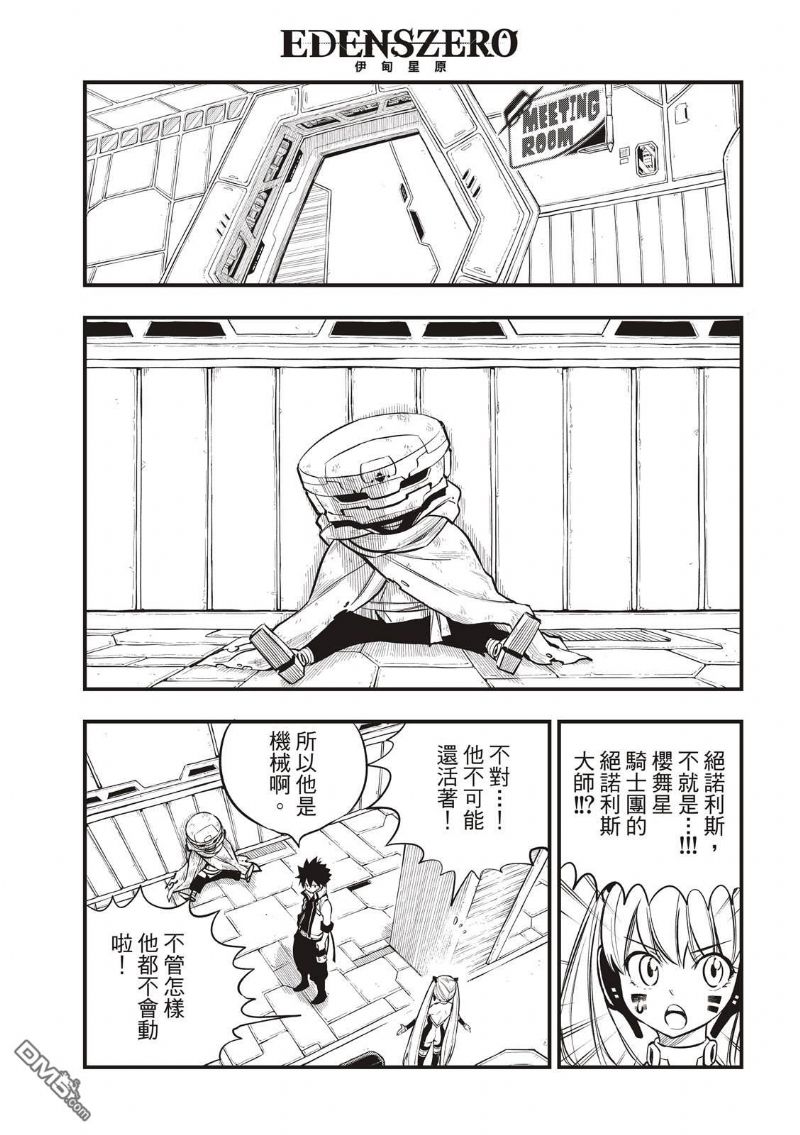 EDENSZERO
伊甸星原
MEETING
ROOM
絕諾利斯，
不就是…!!!
櫻舞星
騎士團的
絕諾利斯
大師!!?
不對…！
他不可能
還活著！
所以他是
機械啊。
不管怎樣
他都不會動
啦！
DM5.com